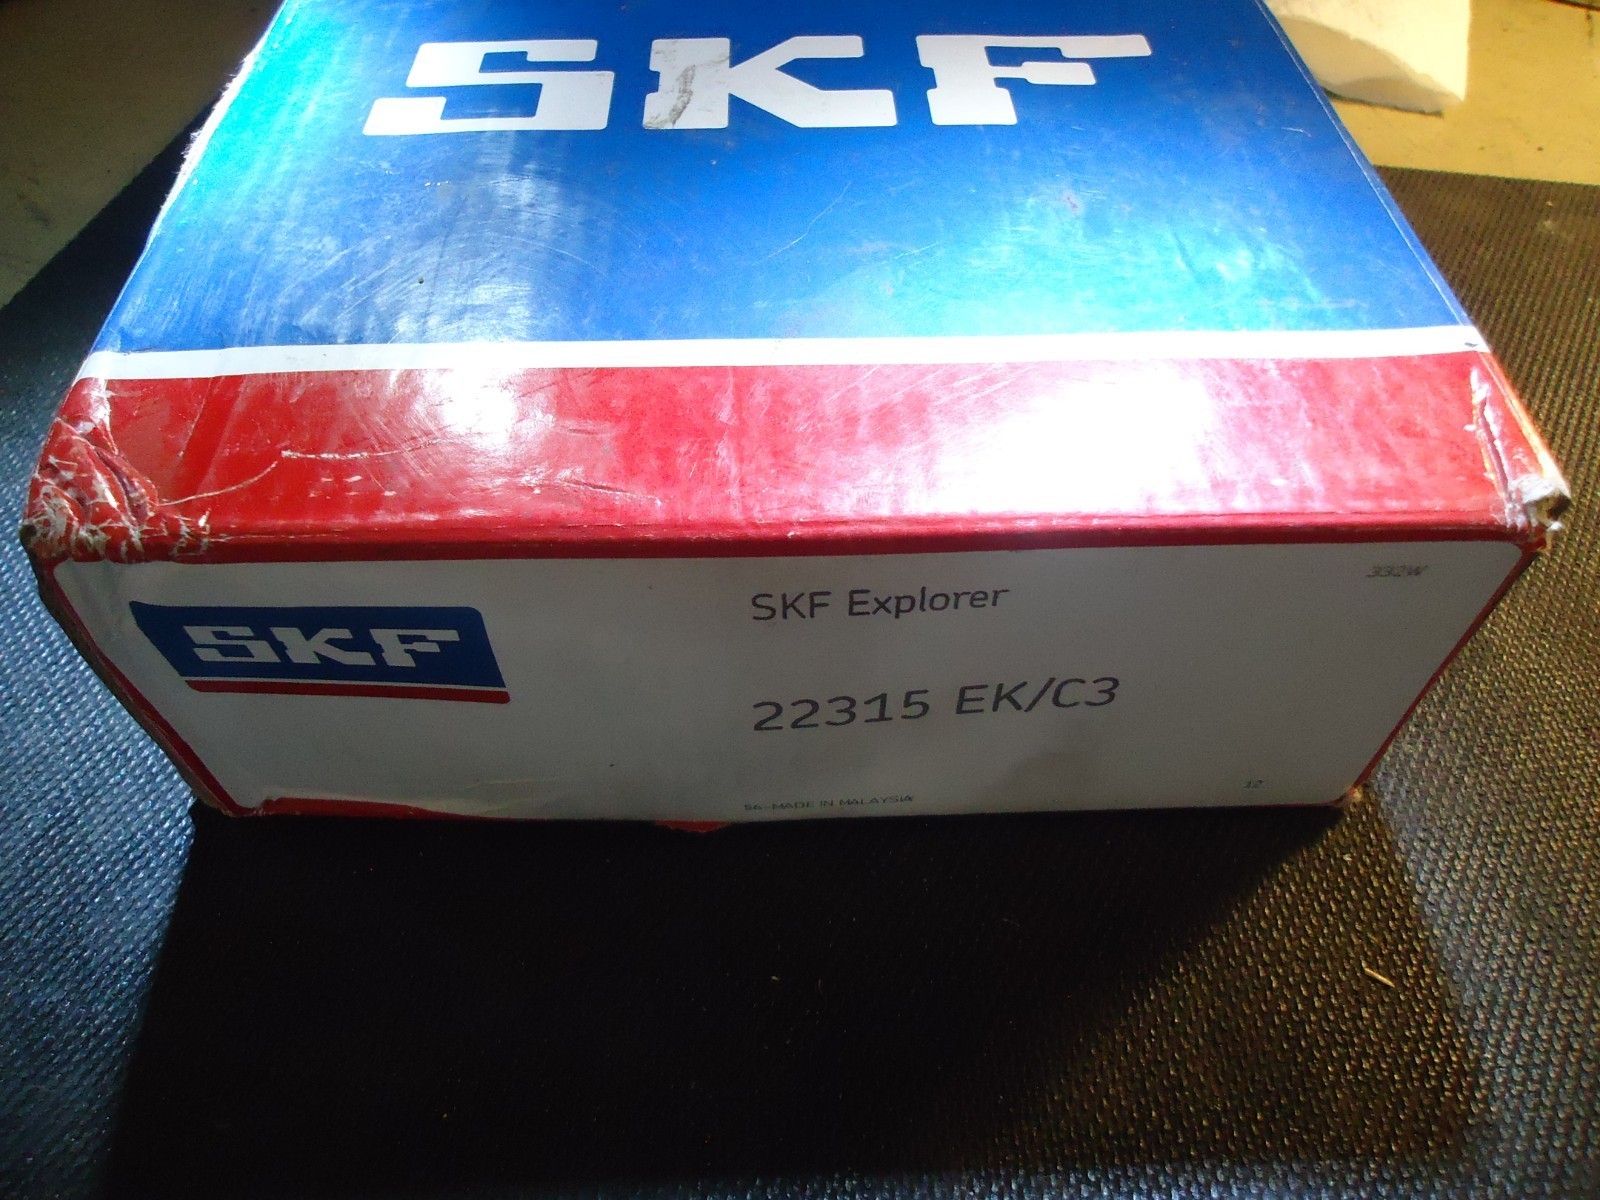 SKF
SKF
SKF Explorer
332W
22315 EK/C3
MADE IN MALAYSIA
12